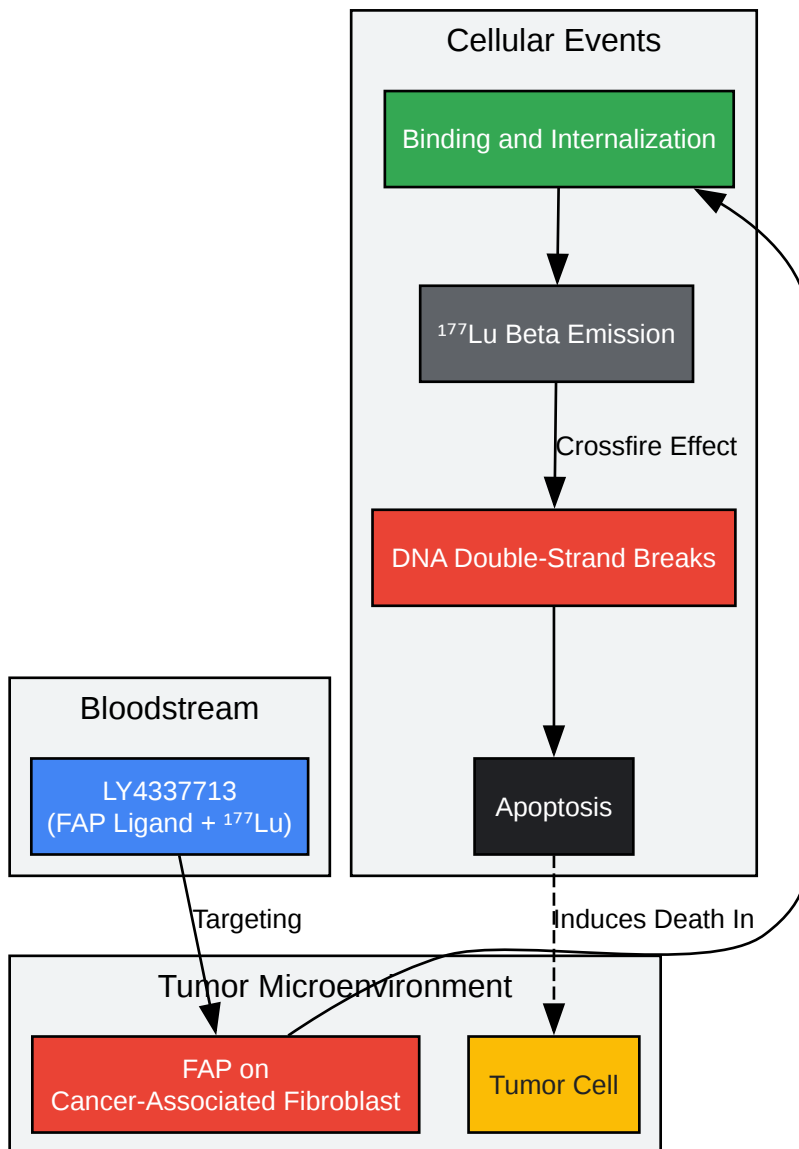 Cellular Events
Binding and Internalization
¹⁷⁷Lu Beta Emission
Crossfire Effect
DNA Double-Strand Breaks
Bloodstream
LY4337713
(FAP Ligand + ¹⁷⁷Lu)
Apoptosis
Targeting
Induces Death In
Tumor Microenvironment
FAP on
Cancer-Associated Fibroblast
Tumor Cell